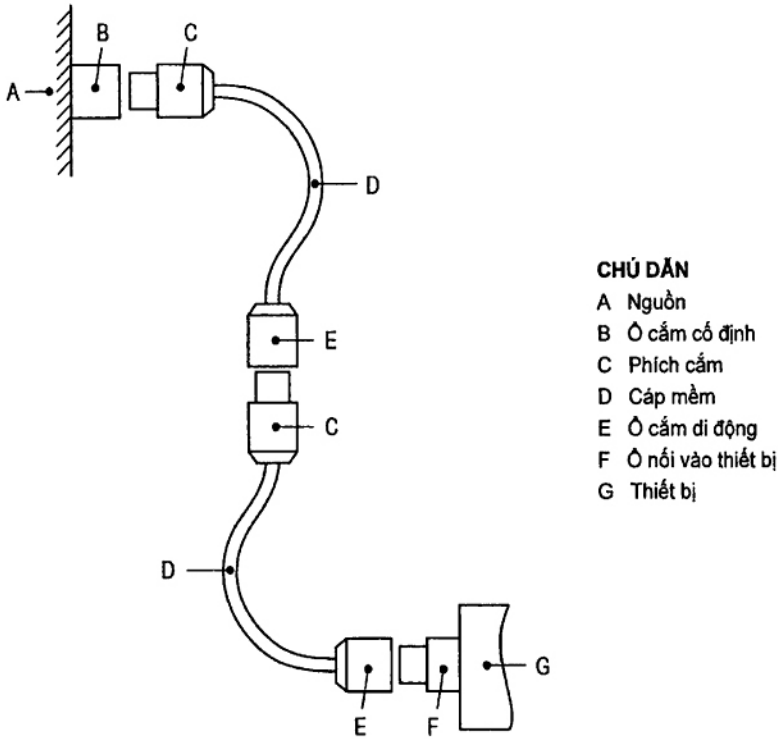 B
C
A
D
E
C
D
E
F
G
CHÚ DẪN
A Nguồn
B Ổ cắm cố định
C Phích cắm
D Cáp mềm
E Ổ cắm di động
F Ổ nối vào thiết bị
G Thiết bị